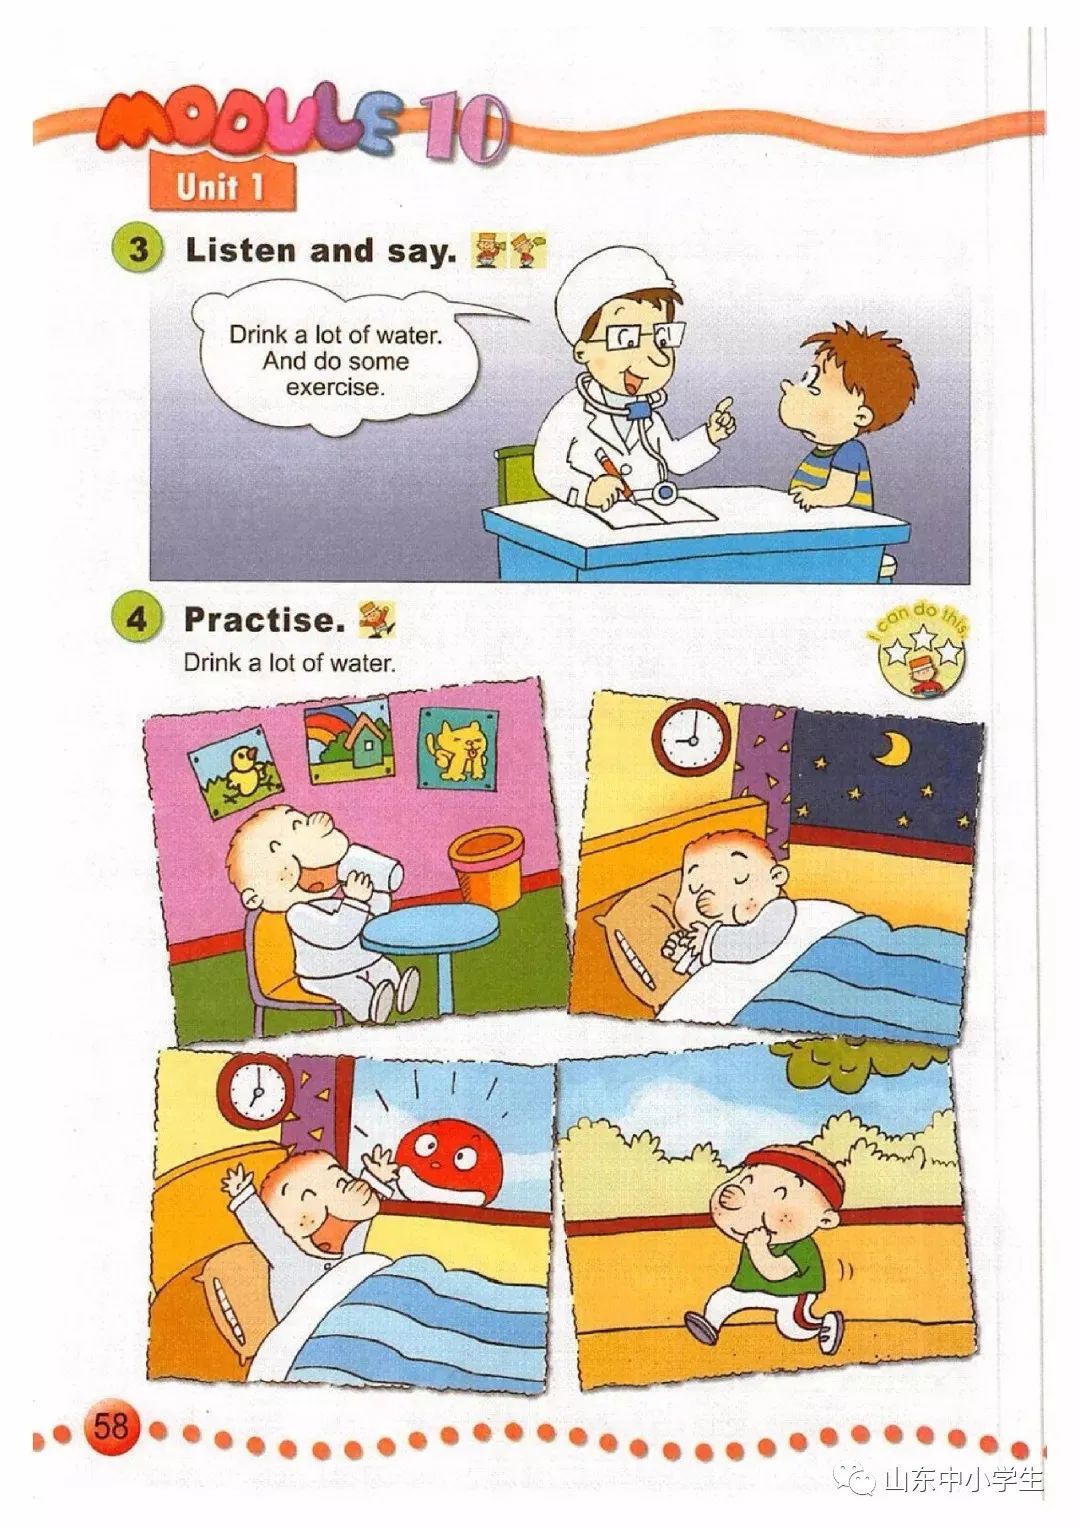 MODULE 10
Unit 1
3 Listen and say.
Drink a lot of water.
And do some
exercise.
4 Practise.
I can do this.
Drink a lot of water.
58
山东中小学生